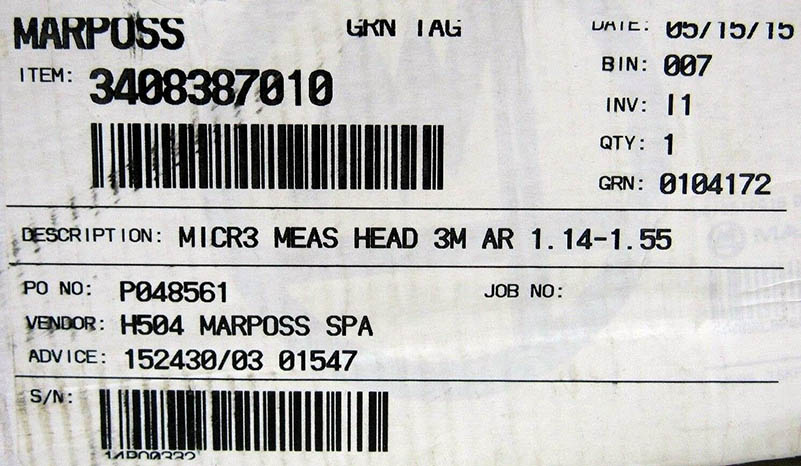 MARPOSS GRN TAG DATE: 05/15/15
ITEM: 3408387010 BIN: 007
INV: I1
QTY: 1
GRN: 0104172
DESCRIPTION: MICR3 MEAS HEAD 3M AR 1.14-1.55
PO NO: P048561 JOB NO:
VENDOR: H504 MARPOSS SPA
ADVICE: 152430/03 01547
S/N: